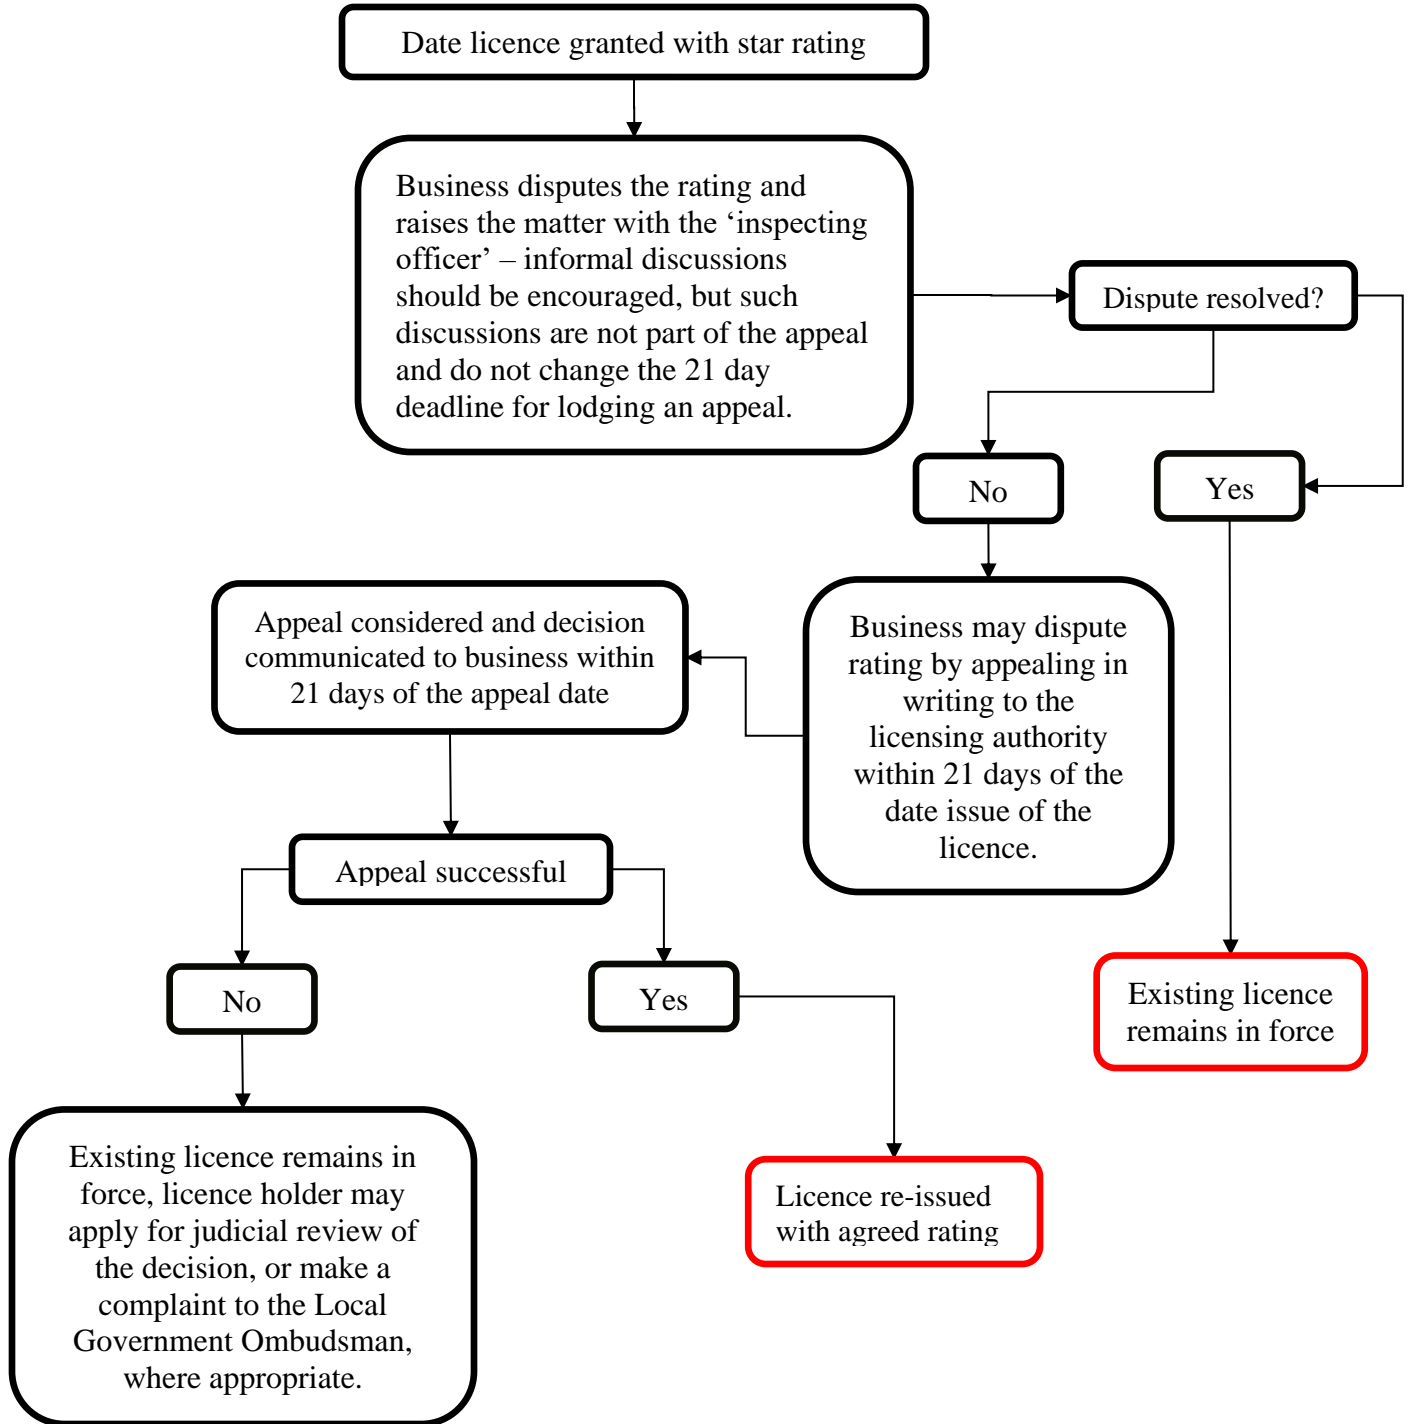 Date licence granted with star rating
Business disputes the rating and
raises the matter with the ‘inspecting
officer’ – informal discussions
should be encouraged, but such
discussions are not part of the appeal
and do not change the 21 day
deadline for lodging an appeal.
Dispute resolved?
No
Yes
Business may dispute
rating by appealing in
writing to the
licensing authority
within 21 days of the
date issue of the
licence.
Appeal considered and decision
communicated to business within
21 days of the appeal date
Appeal successful
No
Yes
Existing licence
remains in force
Existing licence remains in
force, licence holder may
apply for judicial review of
the decision, or make a
complaint to the Local
Government Ombudsman,
where appropriate.
Licence re-issued
with agreed rating